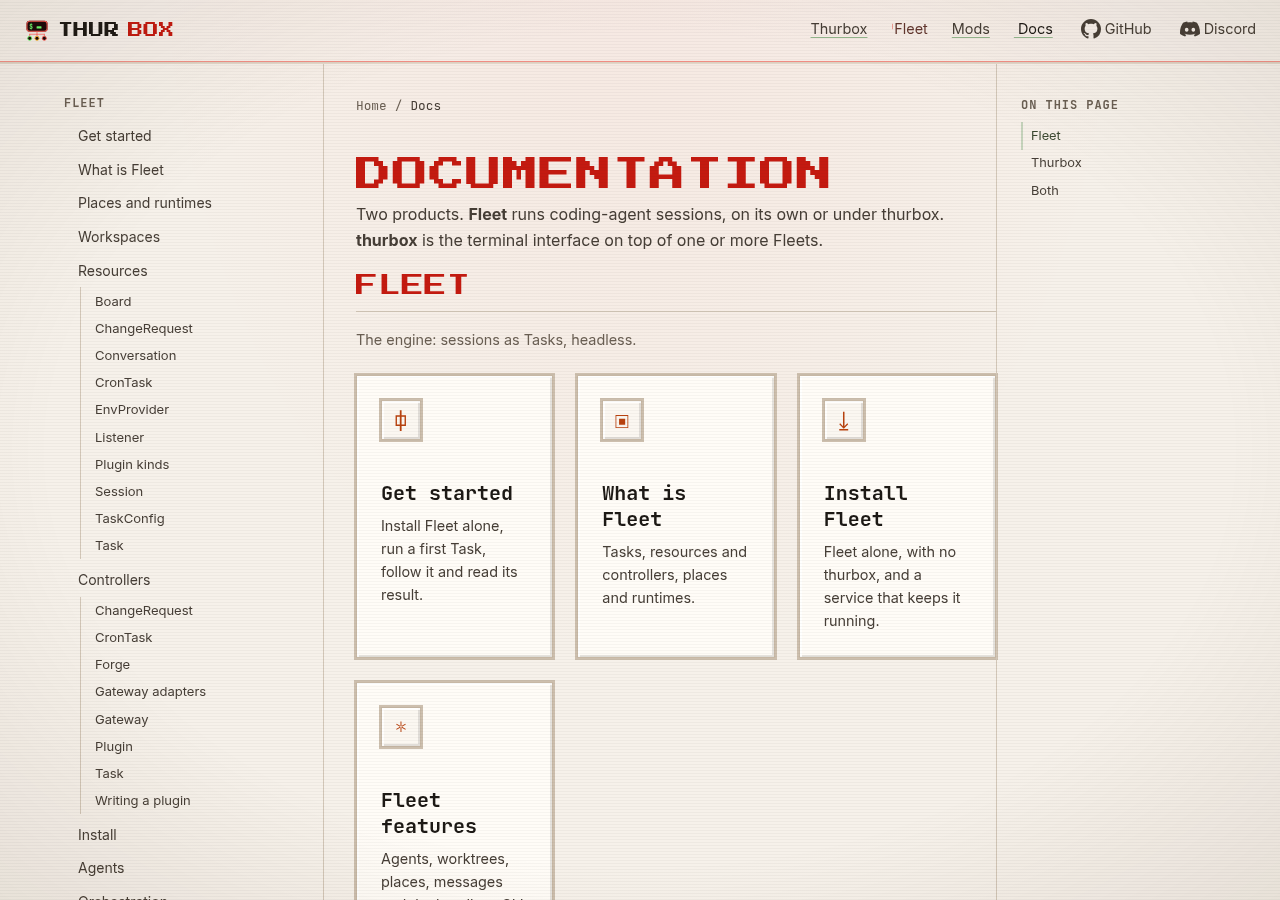 THUR BOX
Thurbox Fleet Mods Docs GitHub Discord
FLEET
Get started
What is Fleet
Places and runtimes
Workspaces
Resources
Board
ChangeRequest
Conversation
CronTask
EnvProvider
Listener
Plugin kinds
Session
TaskConfig
Task
Controllers
ChangeRequest
CronTask
Forge
Gateway adapters
Gateway
Plugin
Task
Writing a plugin
Install
Agents
Home / Docs
DOCUMENTATION
Two products. Fleet runs coding-agent sessions, on its own or under thurbox.
thurbox is the terminal interface on top of one or more Fleets.
FLEET
The engine: sessions as Tasks, headless.
Get started
Install Fleet alone,
run a first Task,
follow it and read its
result.
What is
Fleet
Tasks, resources and
controllers, places
and runtimes.
Install
Fleet
Fleet alone, with no
thurbox, and a
service that keeps it
running.
Fleet
features
Agents, worktrees,
places, messages
ON THIS PAGE
Fleet
Thurbox
Both